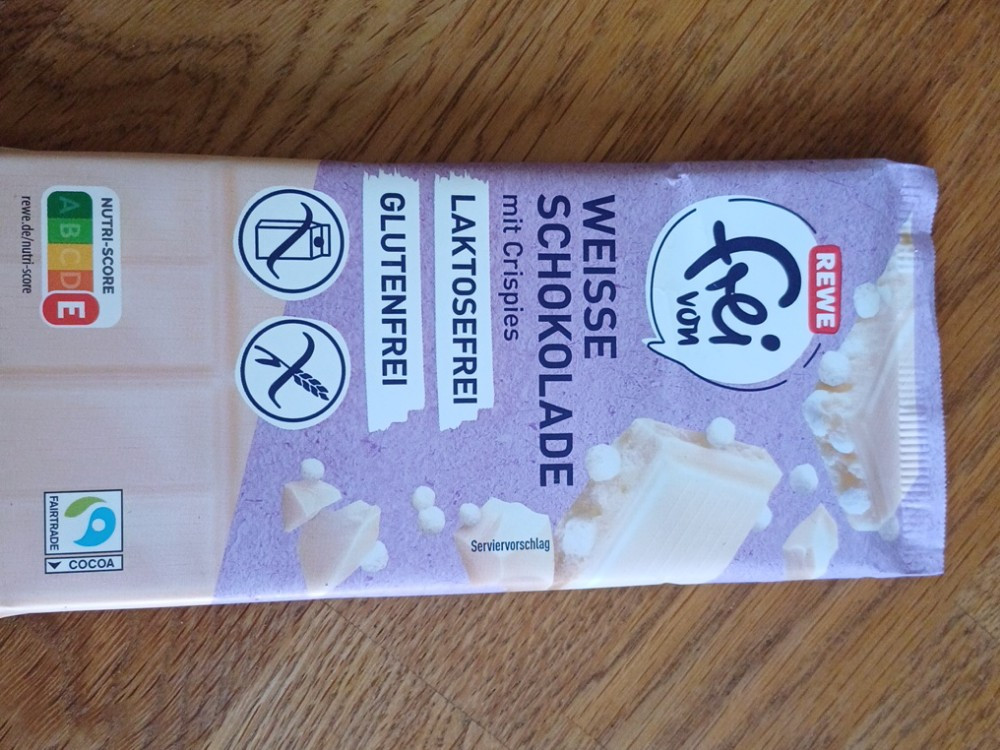 REWE
frei
von
WEISSE
SCHOKOLADE
mit Crispies
LAKTOSEFREI
GLUTENFREI
Serviervorschlag
NUTRI-SCORE
A B C D E
rewe.de/nutri-score
FAIRTRADE
COCOA